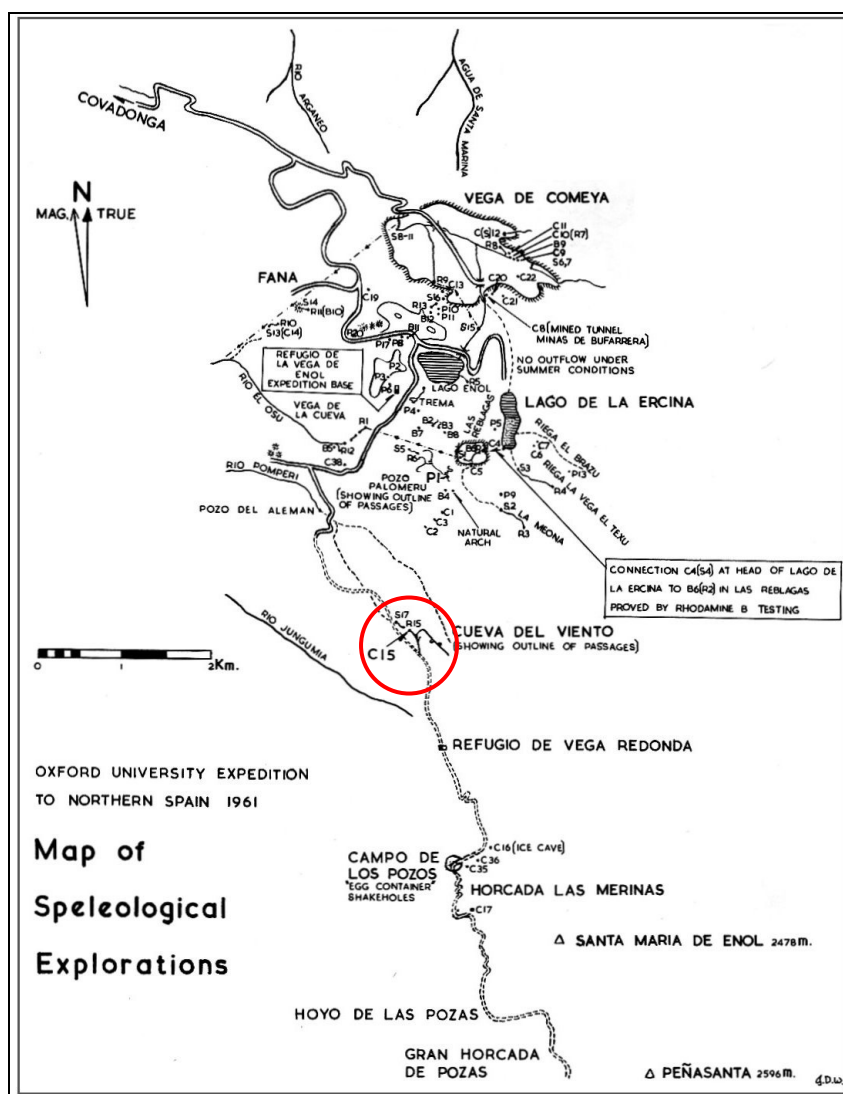 RIO ARGANEO
AGUA DE SANTA MARINA
COVADONGA
N
MAG.
TRUE
VEGA DE COMEYA
C11
C10(R7)
B9
C9
S6,7
C(S)12
R8
S8-11
FANA
R9
C13
C20
C22
C21
C19
S14
R11(B10)
R10
S13(C14)
S16
R13
P10
B12
P11
S15
C8(MINED TUNNEL
MINAS DE BUFARRERA)
R20
B11
P17
P8
NO OUTFLOW UNDER
SUMMER CONDITIONS
REFUGIO DE
LA VEGA DE
ENOL
EXPEDITION BASE
P2
P3
P6
LAGO ENOL
R5
TREMA
LAGO DE LA ERCINA
RIO EL OSU
VEGA DE
LA CUEVA
P4
B2
B3
B7
B8
LAS REBLAGAS
P5
R1
RIEGA EL BRAZU
C7
C6
P13
B5
R12
C38
S5
R6
C4
C5
S3
R4
RIEGA LA VEGA EL TEXU
RIO POMPERI
POZO
PALOMERU
(SHOWING OUTLINE
OF PASSAGES)
P1
B4
P9
S2
LA MEONA
R3
POZO DEL ALEMAN
C1
C3
C2
NATURAL
ARCH
CONNECTION C4(S4) AT HEAD OF LAGO DE
LA ERCINA TO B6(R2) IN LAS REBLAGAS
PROVED BY RHODAMINE B TESTING
RIO JUNGUMIA
S17
R15
C15
CUEVA DEL VIENTO
(SHOWING OUTLINE OF PASSAGES)
0 1 2Km.
REFUGIO DE VEGA REDONDA
OXFORD UNIVERSITY EXPEDITION
TO NORTHERN SPAIN 1961
Map of
Speleological
Explorations
C16(ICE CAVE)
C36
C35
CAMPO DE
LOS POZOS
"EGG CONTAINER"
SHAKEHOLES
HORCADA LAS MERINAS
C17
SANTA MARIA DE ENOL 2478m.
HOYO DE LAS POZAS
GRAN HORCADA
DE POZAS
PEÑASANTA 2596m.
J.D.W.